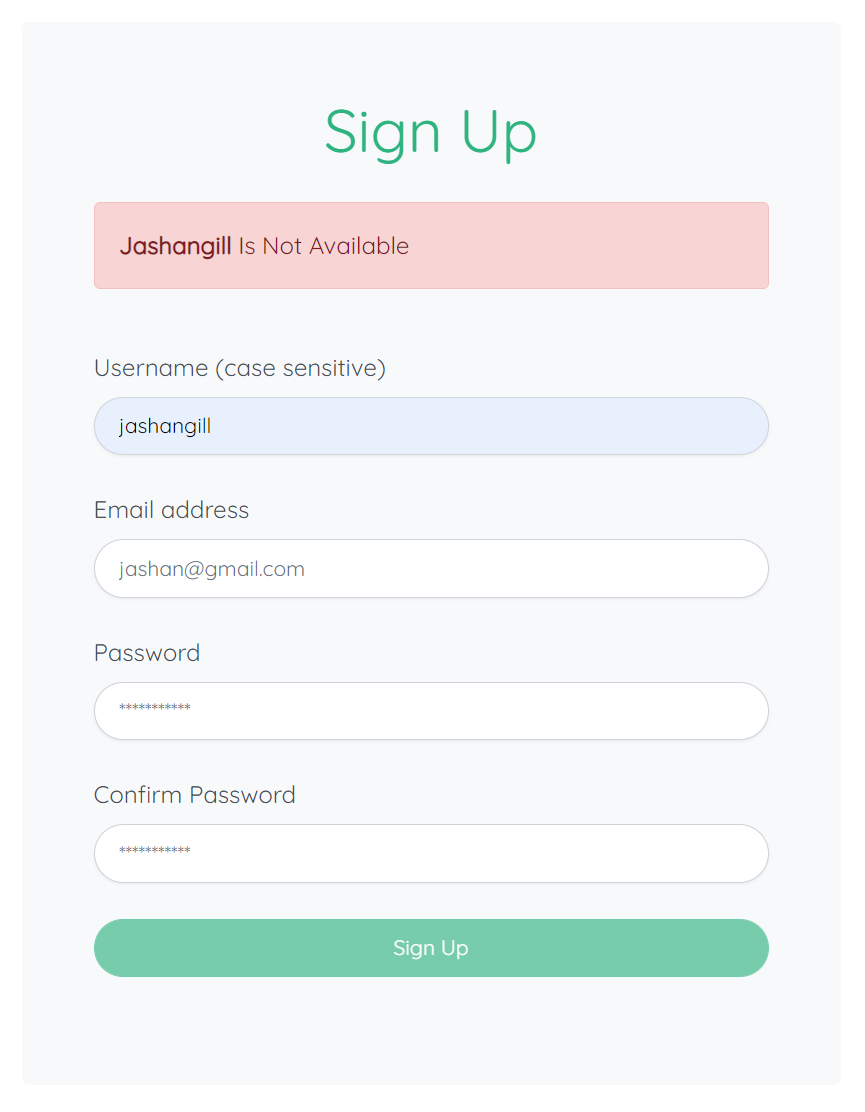 Sign Up
Jashangill Is Not Available
Username (case sensitive)
jashangill
Email address
jashan@gmail.com
Password
***********
Confirm Password
***********
Sign Up